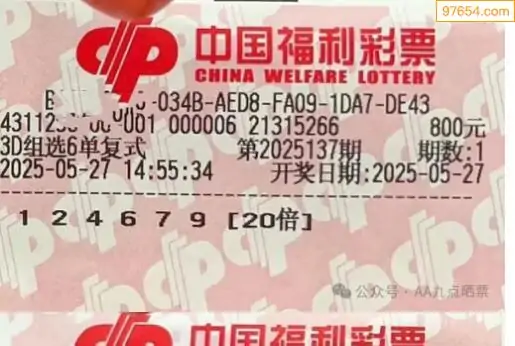 97654.com
中国福利彩票
CHINA WELFARE LOTTERY
-034B-AED8-FA09-1DA7-DE43
001 000006 21315266 800元
3D组选6单复式 第2025137期 期数:1
2025-05-27 14:55:34 开奖日期:2025-05-27
1 2 4 6 7 9 [20倍]
公众号·AA九点晒票
中国福利彩票